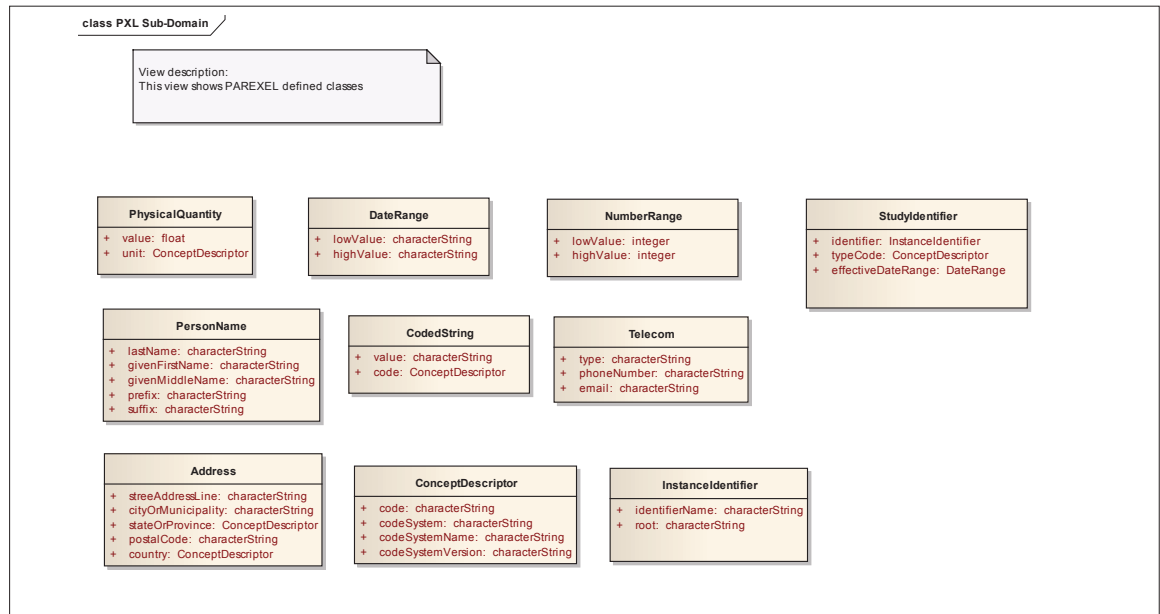 class PXL Sub-Domain
View description:
This view shows PAREXEL defined classes
PhysicalQuantity
+ value: float
+ unit: ConceptDescriptor
DateRange
+ lowValue: characterString
+ highValue: characterString
NumberRange
+ lowValue: integer
+ highValue: integer
StudyIdentifier
+ identifier: InstanceIdentifier
+ typeCode: ConceptDescriptor
+ effectiveDateRange: DateRange
PersonName
+ lastName: characterString
+ givenFirstName: characterString
+ givenMiddleName: characterString
+ prefix: characterString
+ suffix: characterString
CodedString
+ value: characterString
+ code: ConceptDescriptor
Telecom
+ type: characterString
+ phoneNumber: characterString
+ email: characterString
Address
+ streeAddressLine: characterString
+ cityOrMunicipality: characterString
+ stateOrProvince: ConceptDescriptor
+ postalCode: characterString
+ country: ConceptDescriptor
ConceptDescriptor
+ code: characterString
+ codeSystem: characterString
+ codeSystemName: characterString
+ codeSystemVersion: characterString
InstanceIdentifier
+ identifierName: characterString
+ root: characterString